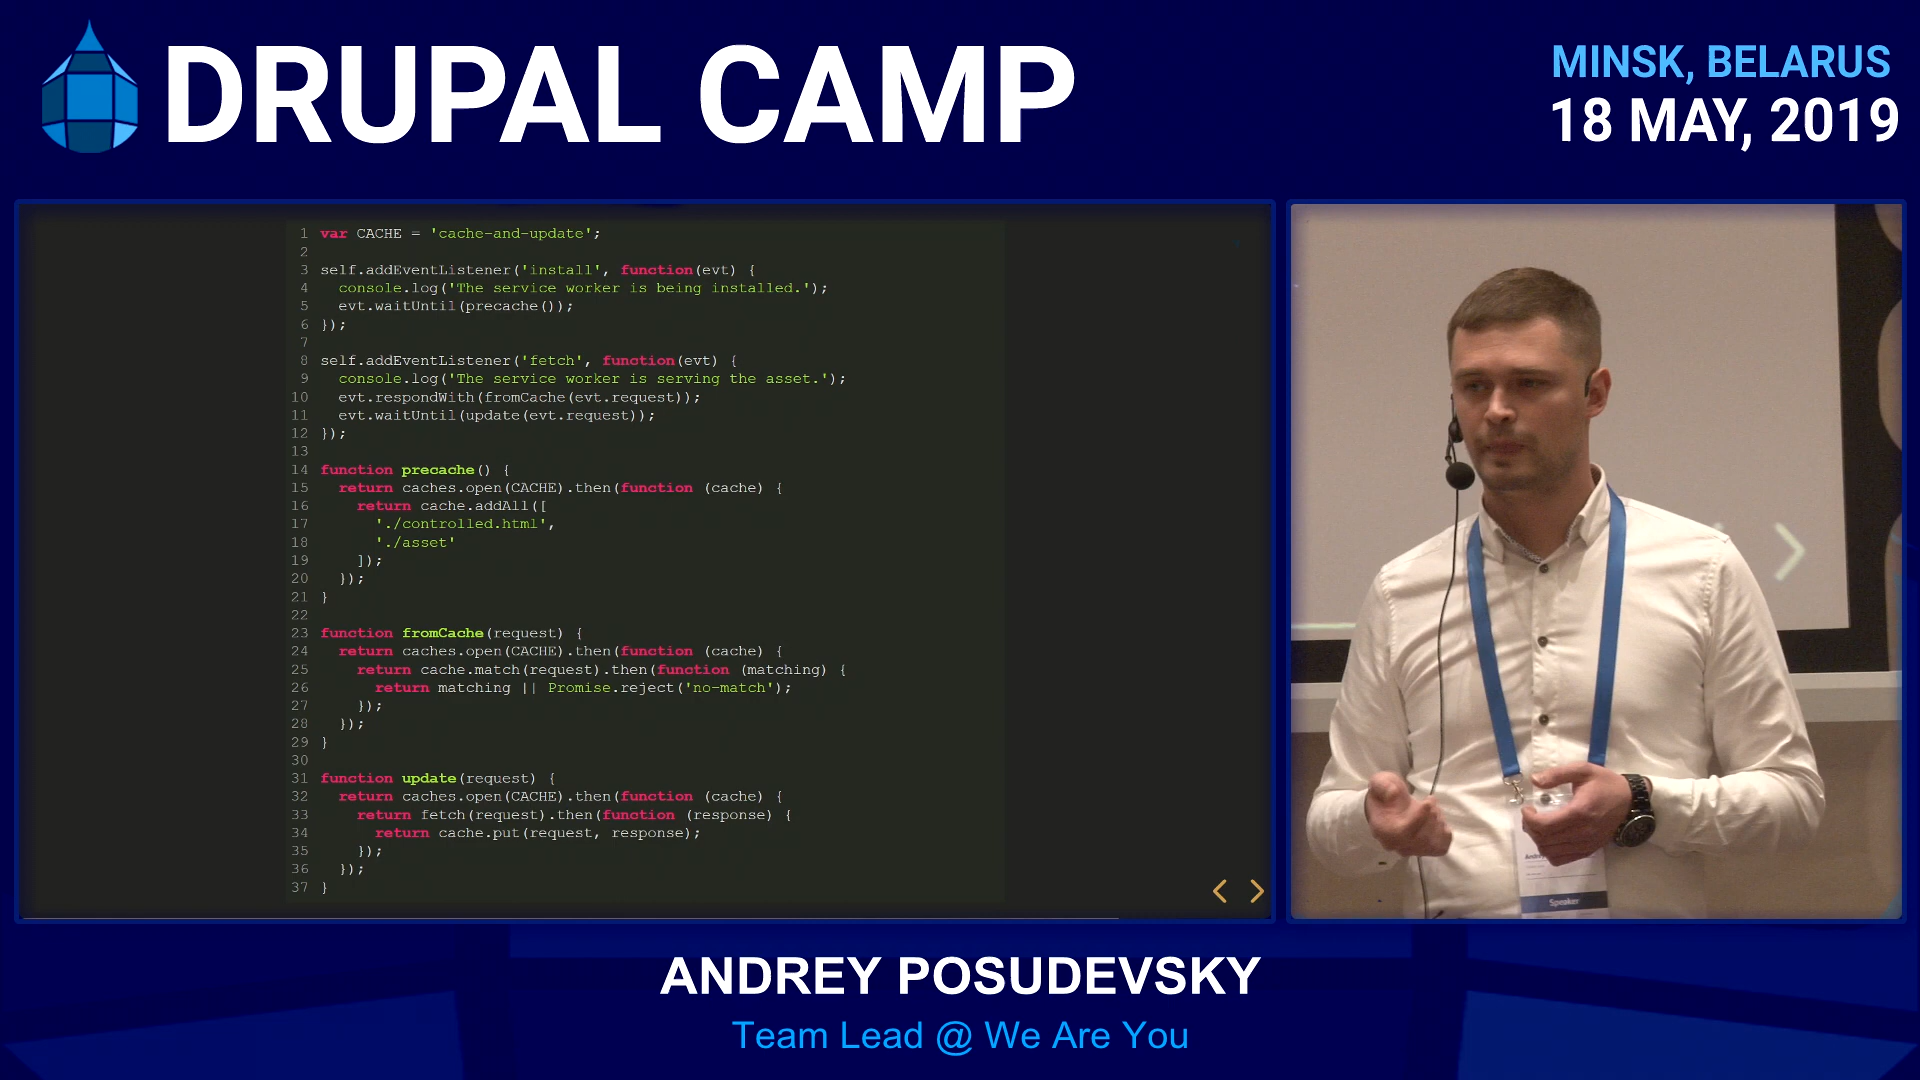 DRUPAL CAMP
MINSK, BELARUS
18 MAY, 2019
1 var CACHE = 'cache-and-update';
2
3 self.addEventListener('install', function(evt) {
4   console.log('The service worker is being installed.');
5   evt.waitUntil(precache());
6 });
7
8 self.addEventListener('fetch', function(evt) {
9   console.log('The service worker is serving the asset.');
10   evt.respondWith(fromCache(evt.request));
11   evt.waitUntil(update(evt.request));
12 });
13
14 function precache() {
15   return caches.open(CACHE).then(function (cache) {
16     return cache.addAll([
17       './controlled.html',
18       './asset'
19     ]);
20   });
21 }
22
23 function fromCache(request) {
24   return caches.open(CACHE).then(function (cache) {
25     return cache.match(request).then(function (matching) {
26       return matching || Promise.reject('no-match');
27     });
28   });
29 }
30
31 function update(request) {
32   return caches.open(CACHE).then(function (cache) {
33     return fetch(request).then(function (response) {
34       return cache.put(request, response);
35     });
36   });
37 }
Speaker
ANDREY POSUDEVSKY
Team Lead @ We Are You